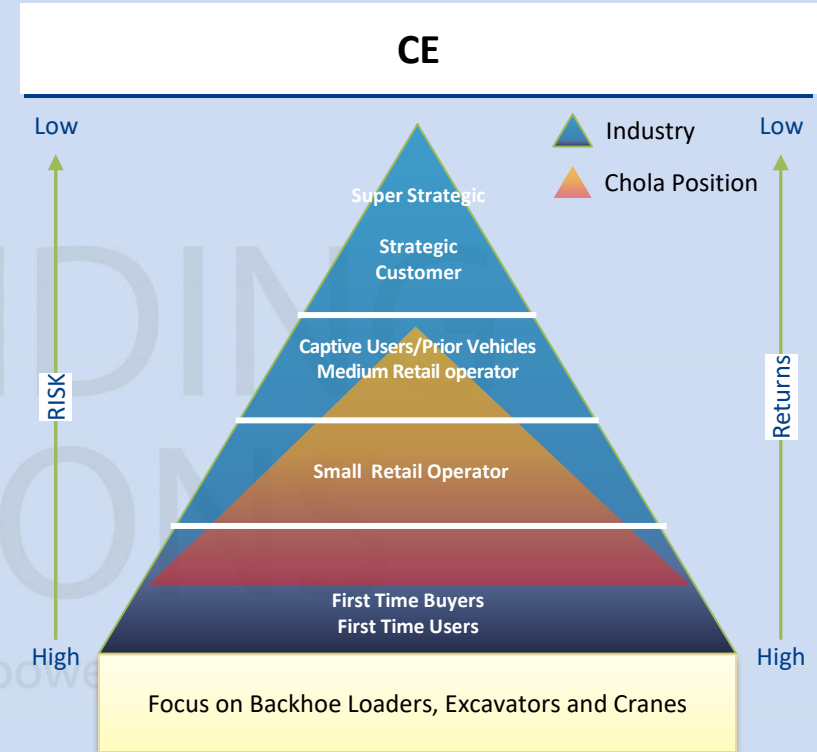 CE
Low
Industry
Low
Chola Position
Super Strategic
Strategic
Customer
Captive Users/Prior Vehicles
Medium Retail operator
RISK
Returns
Small  Retail Operator
First Time Buyers
First Time Users
High
High
Focus on Backhoe Loaders, Excavators and Cranes